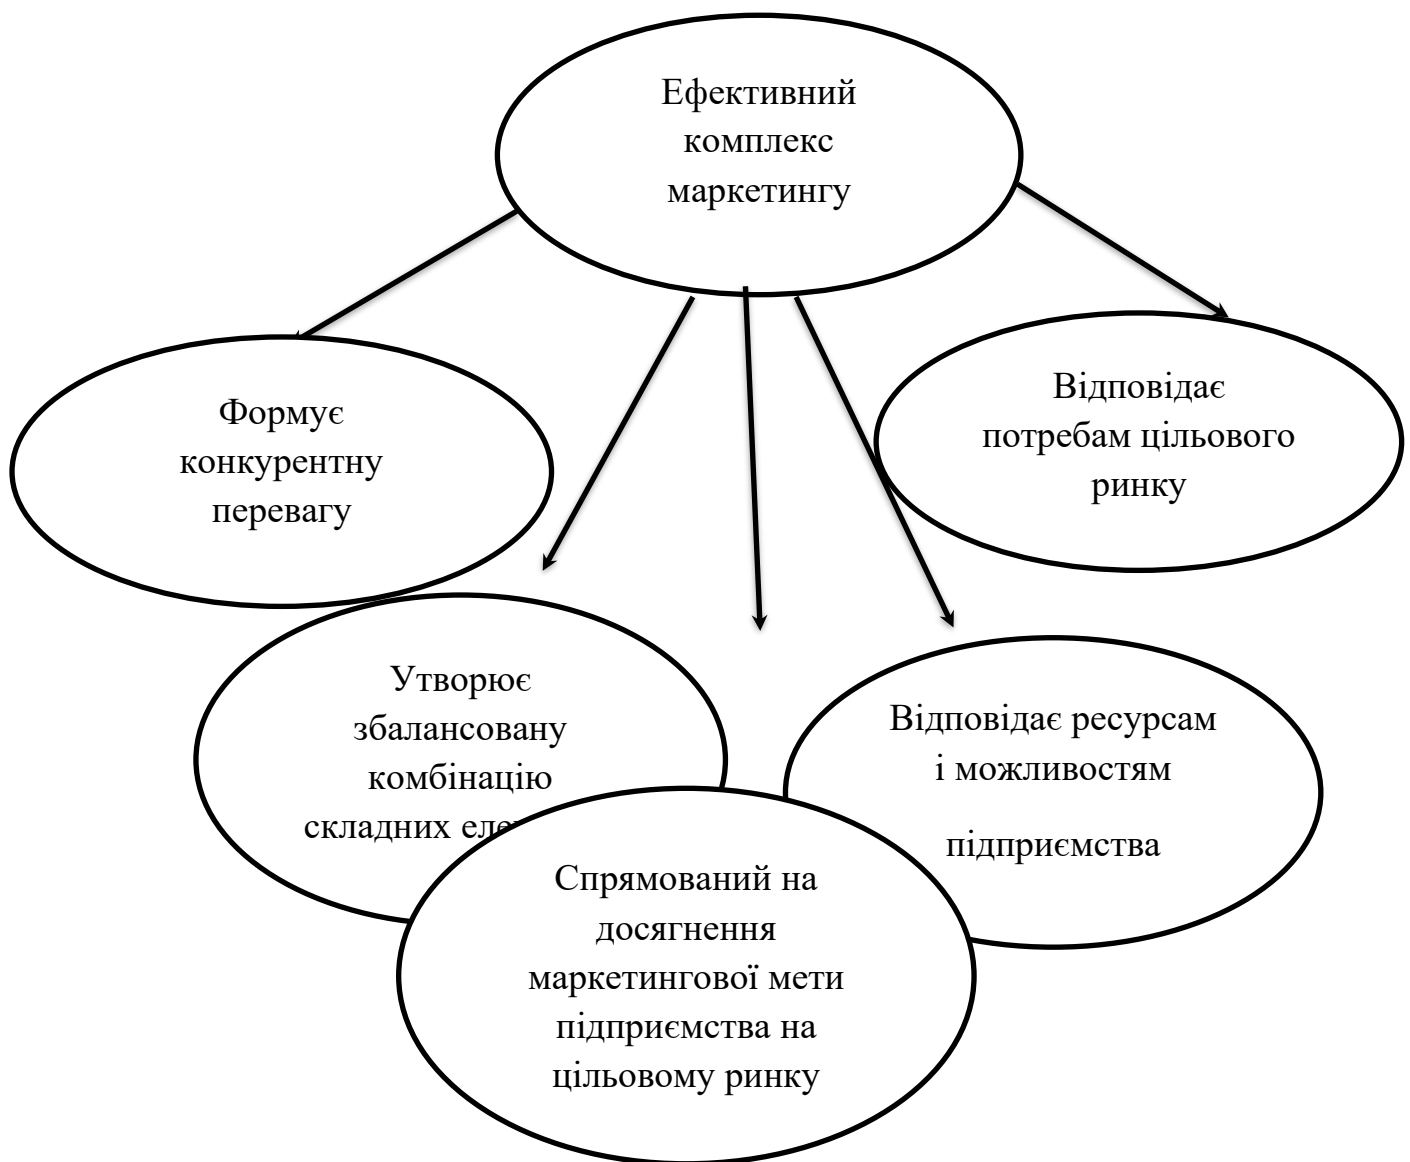 Ефективний
комплекс
маркетингу
Формує
конкурентну
перевагу
Відповідає
потребам цільового
ринку
Утворює
збалансовану
комбінацію
складних
Відповідає ресурсам
і можливостям
підприємства
Спрямований на
досягнення
маркетингової мети
підприємства на
цільовому ринку